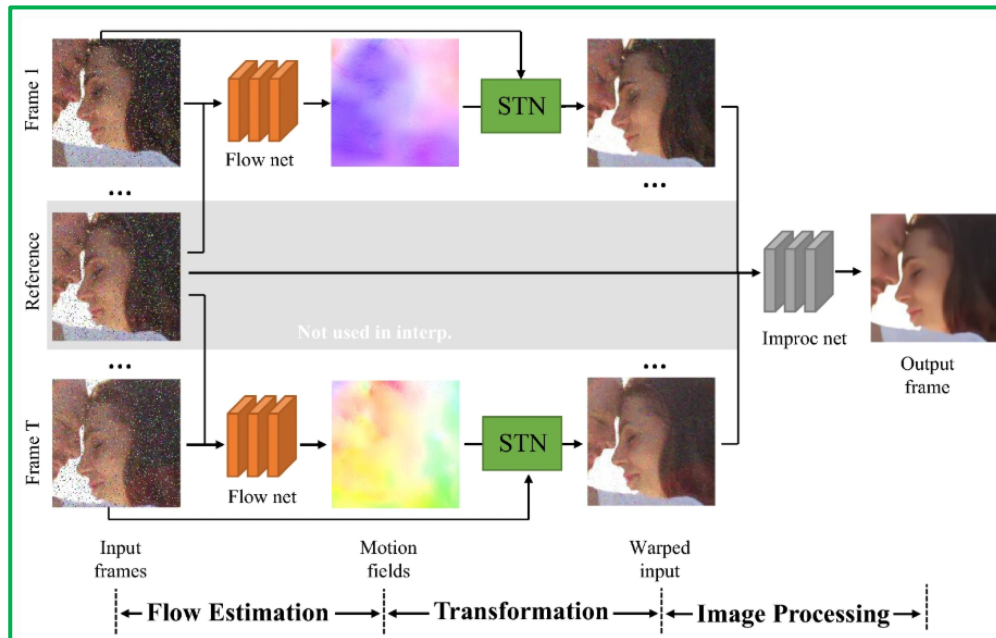 Frame 1
Flow net
STN
...
...
Reference
Not used in interp.
Improc net
Output
frame
...
...
Frame T
Flow net
STN
Input
frames
Motion
fields
Warped
input
Flow Estimation
Transformation
Image Processing